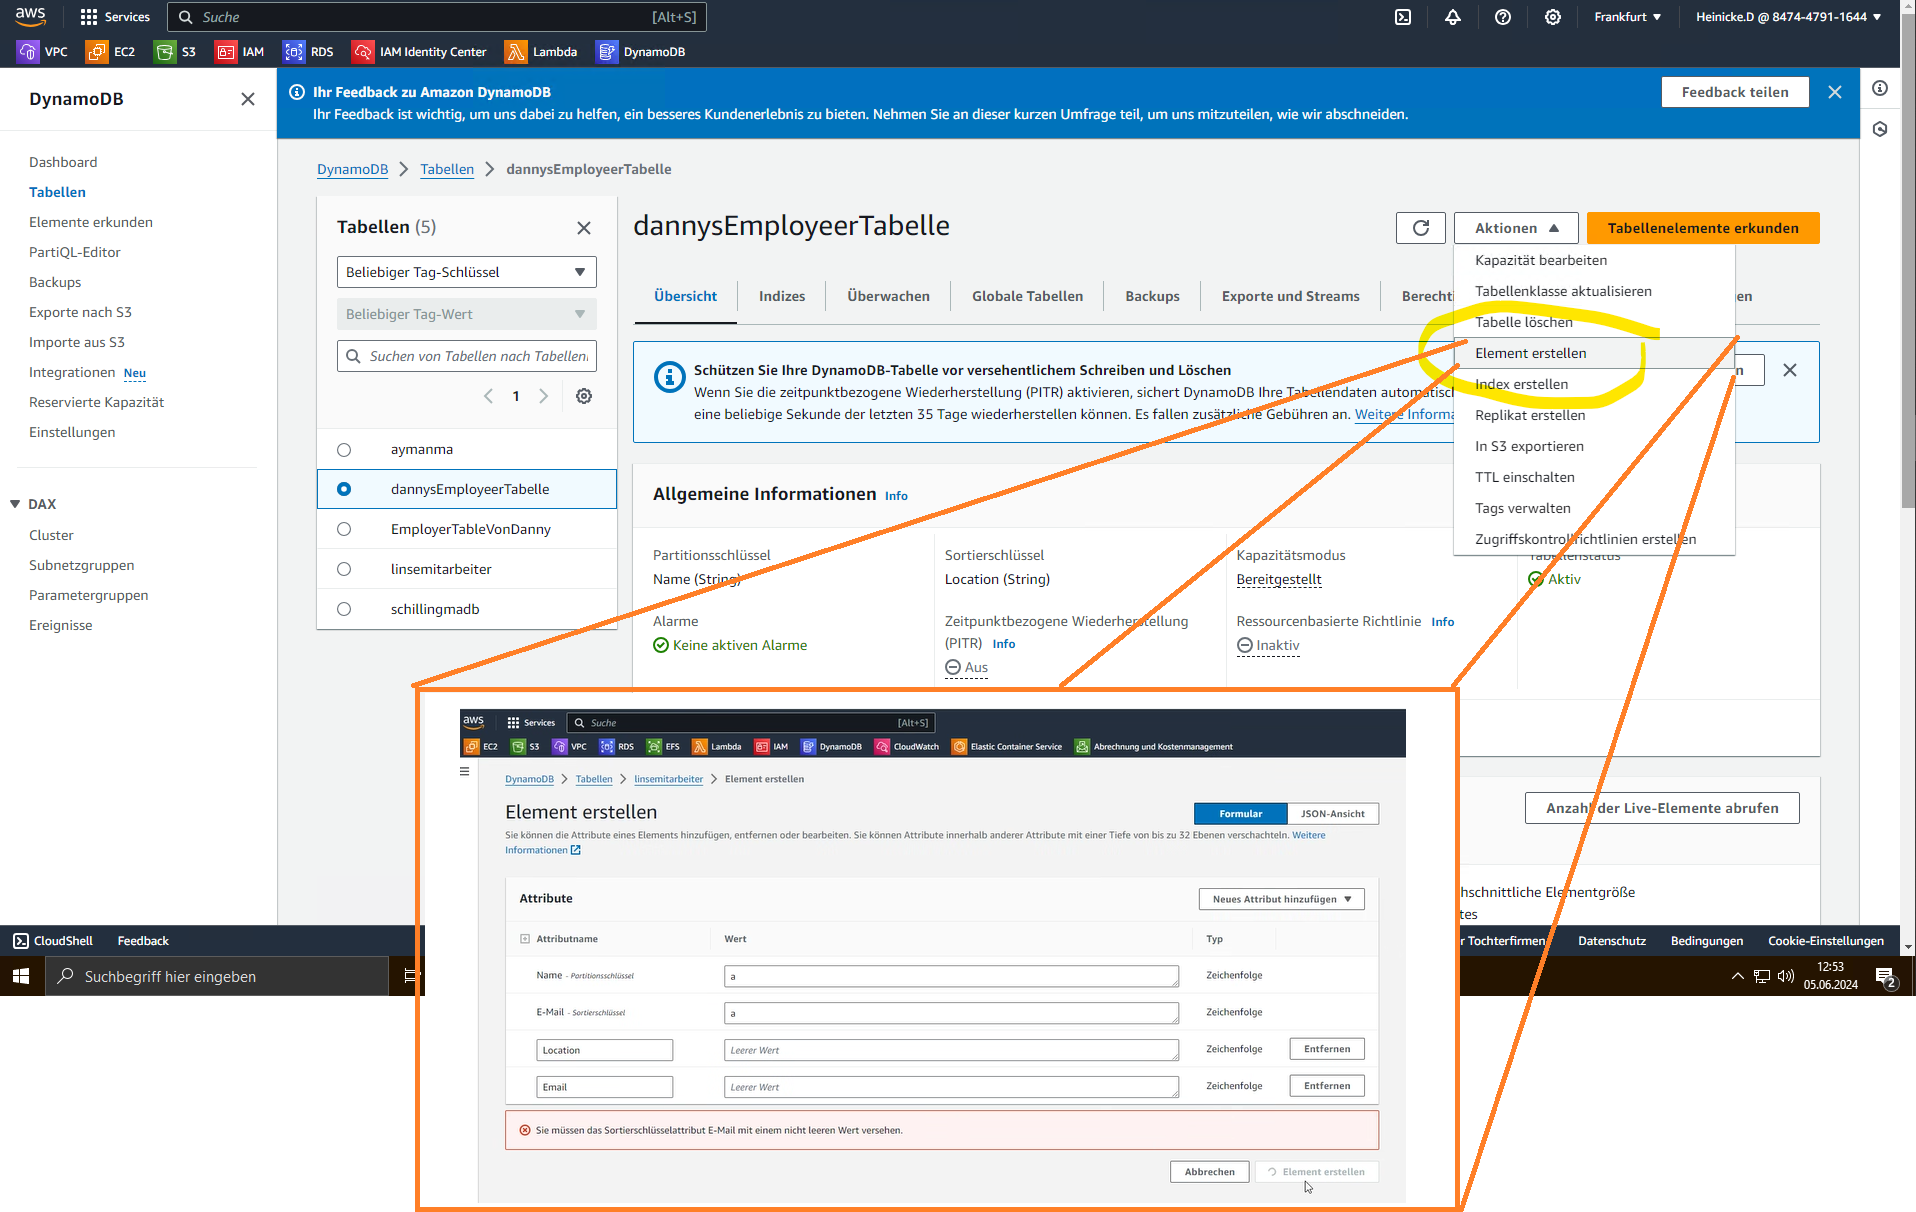 aws Services Suche [Alt+S] Frankfurt Heinicke.D @ 8474-4791-1644
VPC EC2 S3 IAM RDS IAM Identity Center Lambda DynamoDB
DynamoDB
Dashboard
Tabellen
Elemente erkunden
PartiQL-Editor
Backups
Exporte nach S3
Importe aus S3
Integrationen Neu
Reservierte Kapazität
Einstellungen
DAX
Cluster
Subnetzgruppen
Parametergruppen
Ereignisse
Ihr Feedback zu Amazon DynamoDB
Ihr Feedback ist wichtig, um uns dabei zu helfen, ein besseres Kundenerlebnis zu bieten. Nehmen Sie an dieser kurzen Umfrage teil, um uns mitzuteilen, wie wir abschneiden.
Feedback teilen
DynamoDB Tabellen dannysEmployeerTabelle
Tabellen (5)
Beliebiger Tag-Schlüssel
Beliebiger Tag-Wert
Suchen von Tabellen nach Tabellen
1
aymanma
dannysEmployeerTabelle
EmployerTableVonDanny
linsemitarbeiter
schillingmadb
dannysEmployeerTabelle
Aktionen
Tabellenelemente erkunden
Kapazität bearbeiten
Tabellenklasse aktualisieren
Tabelle löschen
Element erstellen
Index erstellen
Replikat erstellen
In S3 exportieren
TTL einschalten
Tags verwalten
Zugriffskontrollrichtlinien erstellen
Übersicht Indizes Überwachen Globale Tabellen Backups Exporte und Streams Berechti en
Schützen Sie Ihre DynamoDB-Tabelle vor versehentlichem Schreiben und Löschen
Wenn Sie die zeitpunktbezogene Wiederherstellung (PITR) aktivieren, sichert DynamoDB Ihre Tabellendaten automatisc
eine beliebige Sekunde der letzten 35 Tage wiederherstellen können. Es fallen zusätzliche Gebühren an. Weitere Informa
n
Allgemeine Informationen Info
Partitionsschlüssel
Name (String)
Sortierschlüssel
Location (String)
Kapazitätsmodus
Bereitgestellt
Tabellenstatus
Aktiv
Alarme
Keine aktiven Alarme
Zeitpunktbezogene Wiederherstellung
(PITR) Info
Aus
Ressourcenbasierte Richtlinie Info
Inaktiv
Anzahl der Live-Elemente abrufen
hschnittliche Elementgröße
tes
aws Services Suche [Alt+S]
EC2 S3 VPC RDS EFS Lambda IAM DynamoDB CloudWatch Elastic Container Service Abrechnung und Kostenmanagement
DynamoDB Tabellen linsemitarbeiter Element erstellen
Element erstellen
Formular JSON-Ansicht
Sie können die Attribute eines Elements hinzufügen, entfernen oder bearbeiten. Sie können Attribute innerhalb anderer Attribute mit einer Tiefe von bis zu 32 Ebenen verschachteln. Weitere
Informationen
Attribute
Neues Attribut hinzufügen
Attributname Wert Typ
Name - Partitionsschlüssel a Zeichenfolge
E-Mail - Sortierschlüssel a Zeichenfolge
Location Leerer Wert Zeichenfolge Entfernen
Email Leerer Wert Zeichenfolge Entfernen
Sie müssen das Sortierschlüsselattribut E-Mail mit einem nicht leeren Wert versehen.
Abbrechen Element erstellen
CloudShell Feedback r Tochterfirmen Datenschutz Bedingungen Cookie-Einstellungen
Suchbegriff hier eingeben
12:53
05.06.2024
2